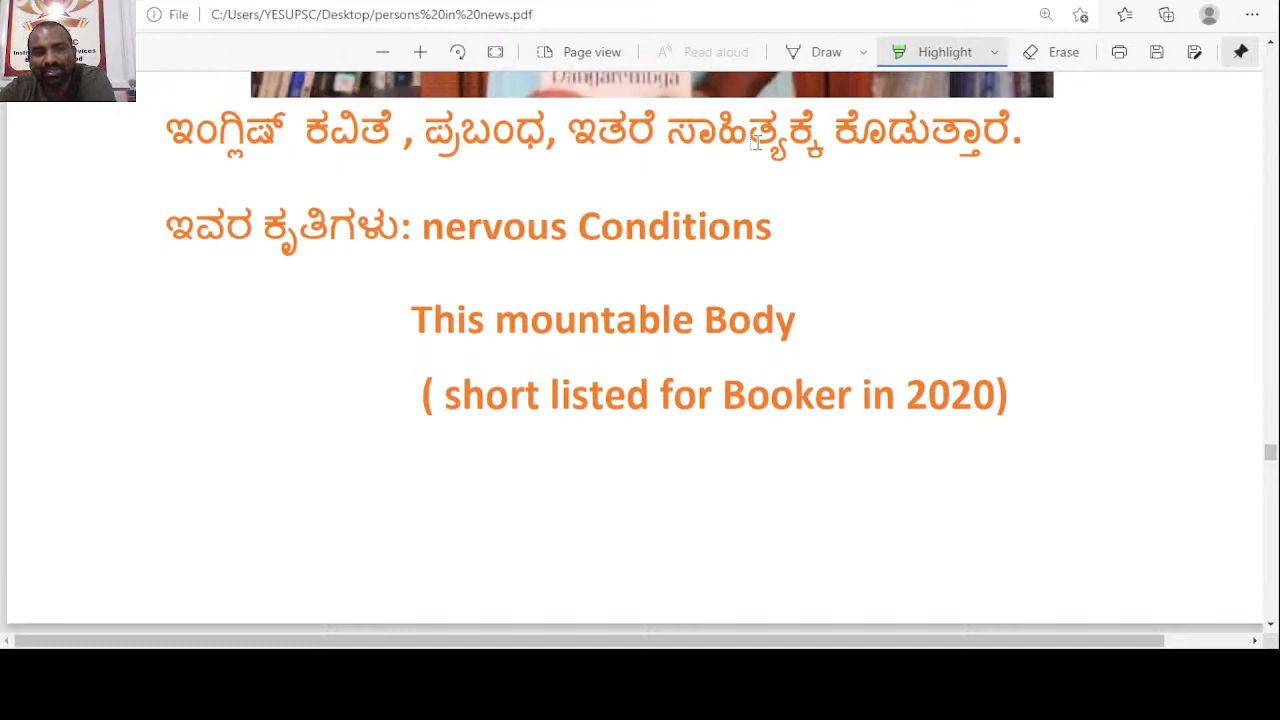 File
C:/Users/YESUPSC/Desktop/persons%20in%20news.pdf
Page view
Read aloud
Draw
Highlight
Erase
Dangarembga
ಇಂಗ್ಲಿಷ್ ಕವಿತೆ , ಪ್ರಬಂಧ, ಇತರೆ ಸಾಹಿತ್ಯಕ್ಕೆ ಕೊಡುತ್ತಾರೆ.
ಇವರ ಕೃತಿಗಳು: nervous Conditions
This mountable Body
( short listed for Booker in 2020)